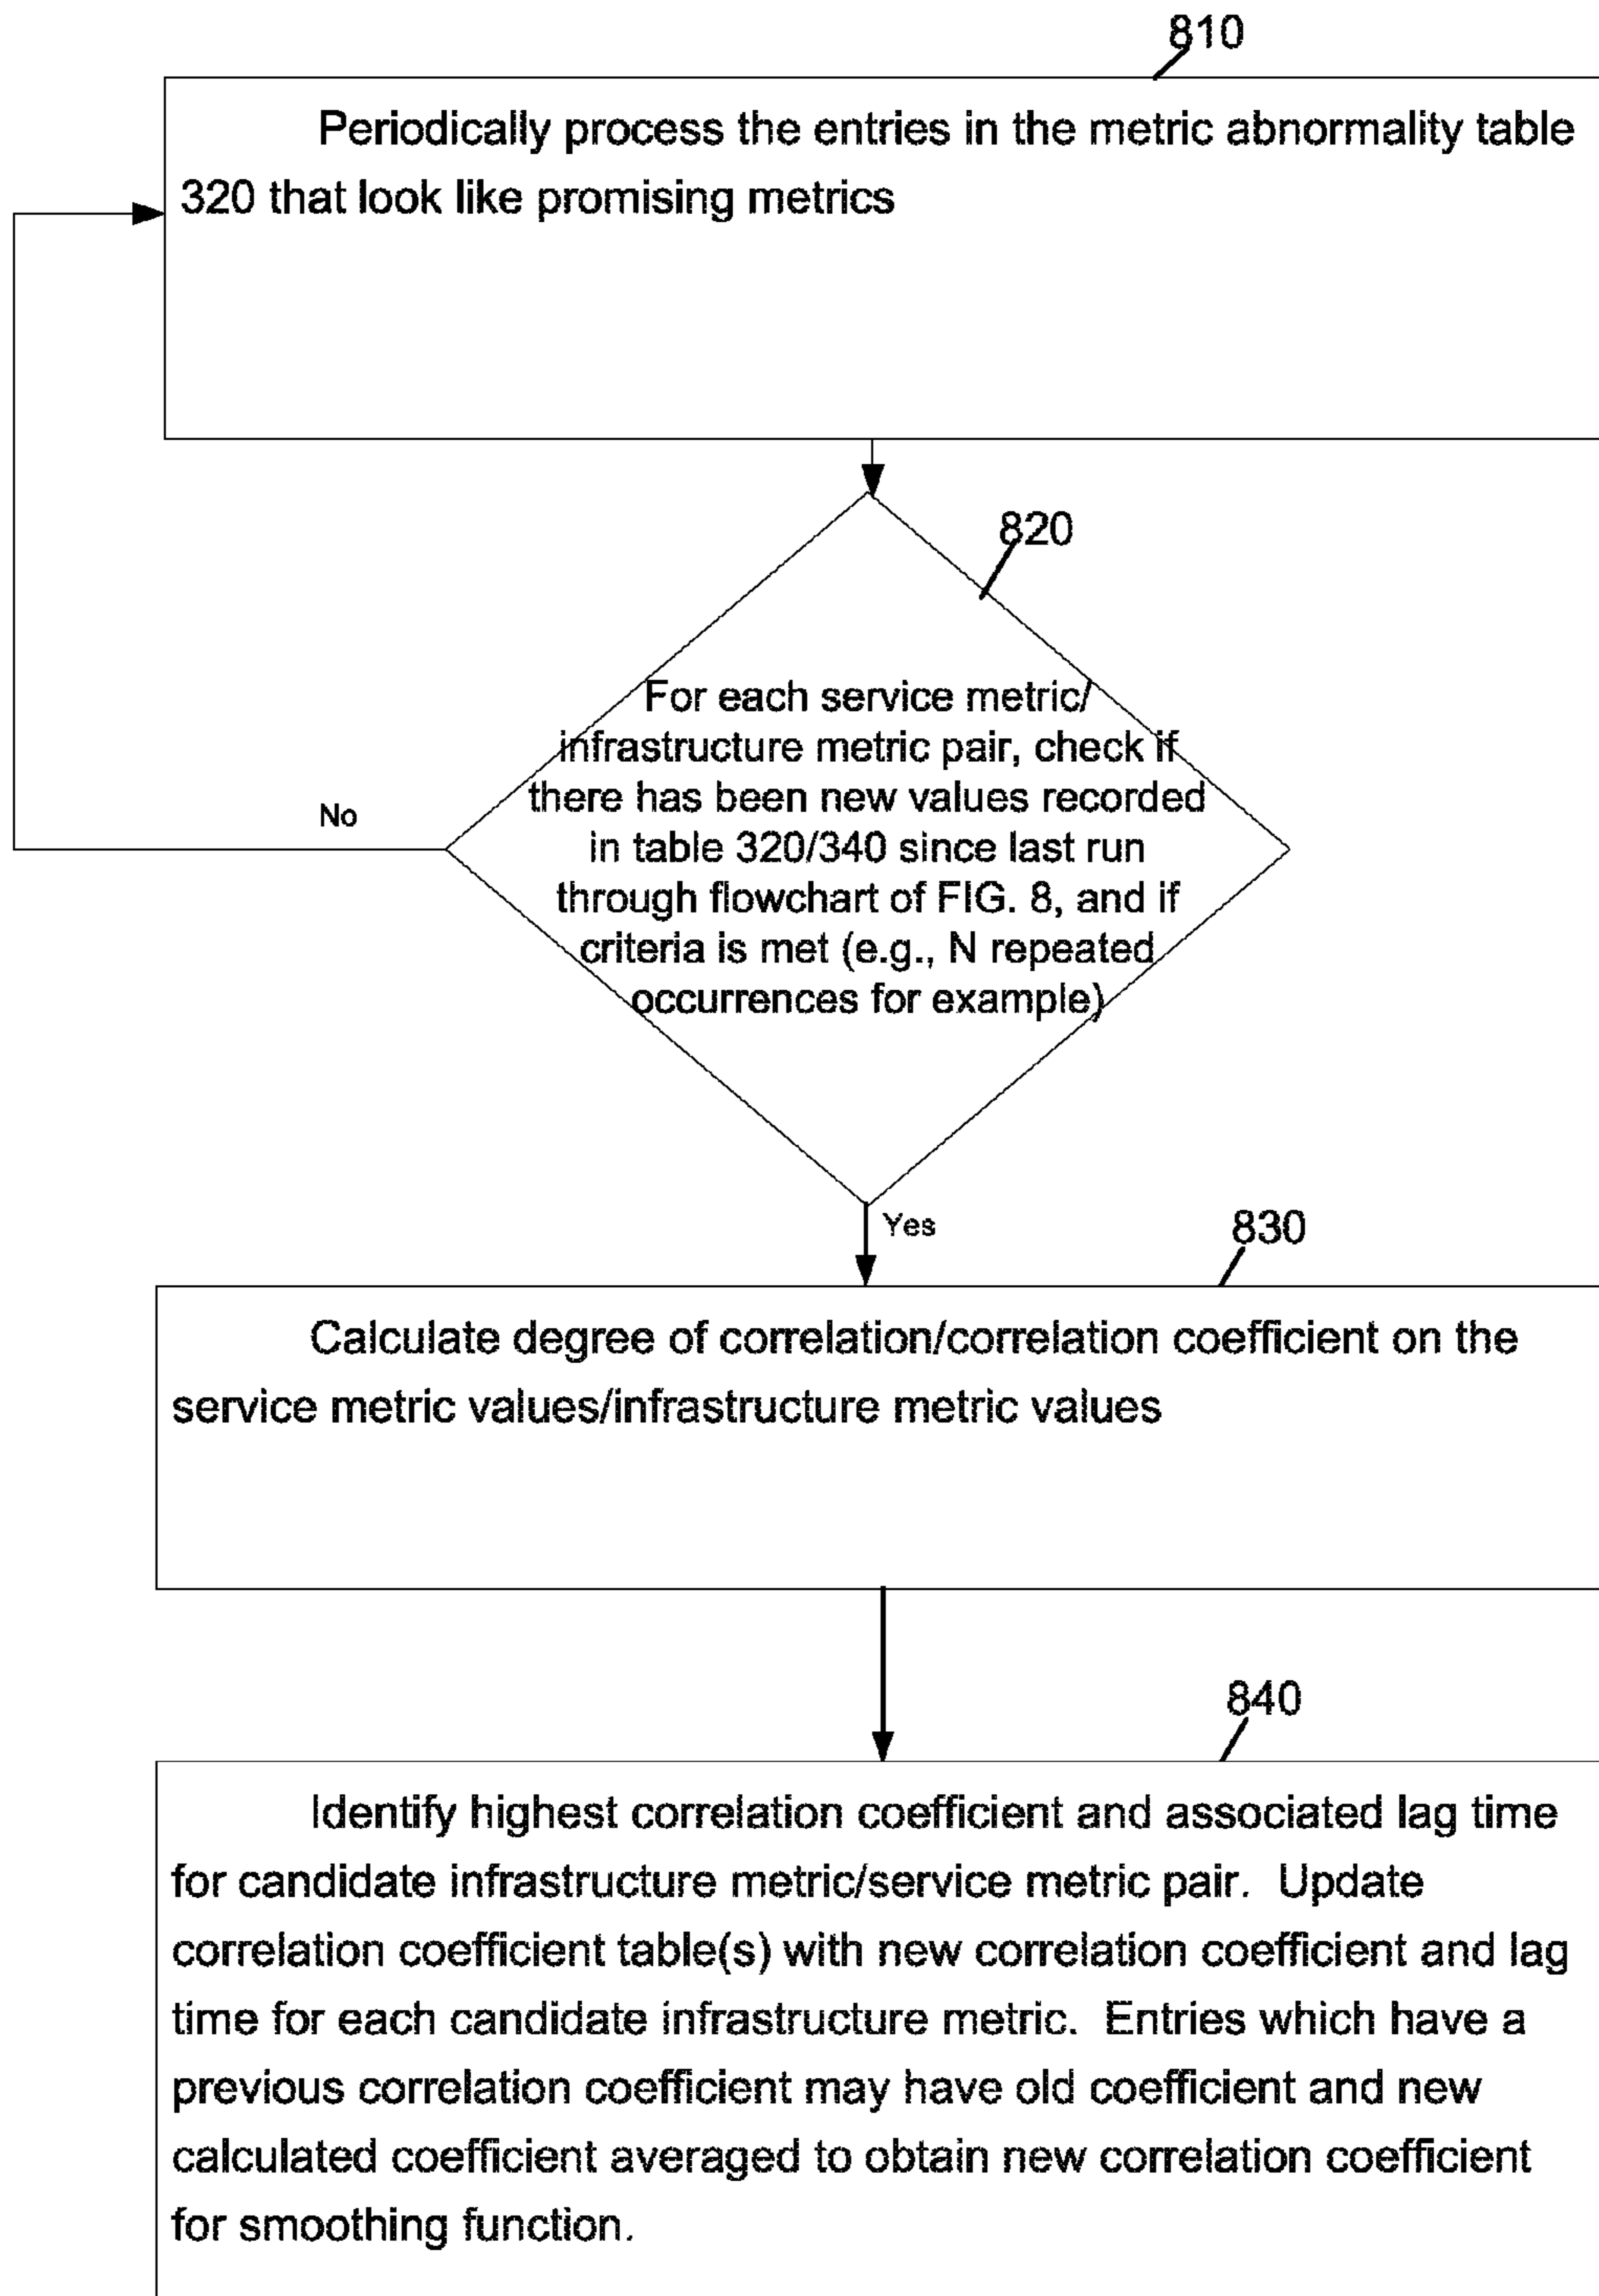 810
Periodically process the entries in the metric abnormality table
320 that look like promising metrics
820
For each service metric/
infrastructure metric pair, check if
there has been new values recorded
in table 320/340 since last run
through flowchart of FIG. 8, and if
criteria is met (e.g., N repeated
occurrences for example)
No
Yes
830
Calculate degree of correlation/correlation coefficient on the
service metric values/infrastructure metric values
840
Identify highest correlation coefficient and associated lag time
for candidate infrastructure metric/service metric pair. Update
correlation coefficient table(s) with new correlation coefficient and lag
time for each candidate infrastructure metric. Entries which have a
previous correlation coefficient may have old coefficient and new
calculated coefficient averaged to obtain new correlation coefficient
for smoothing function.